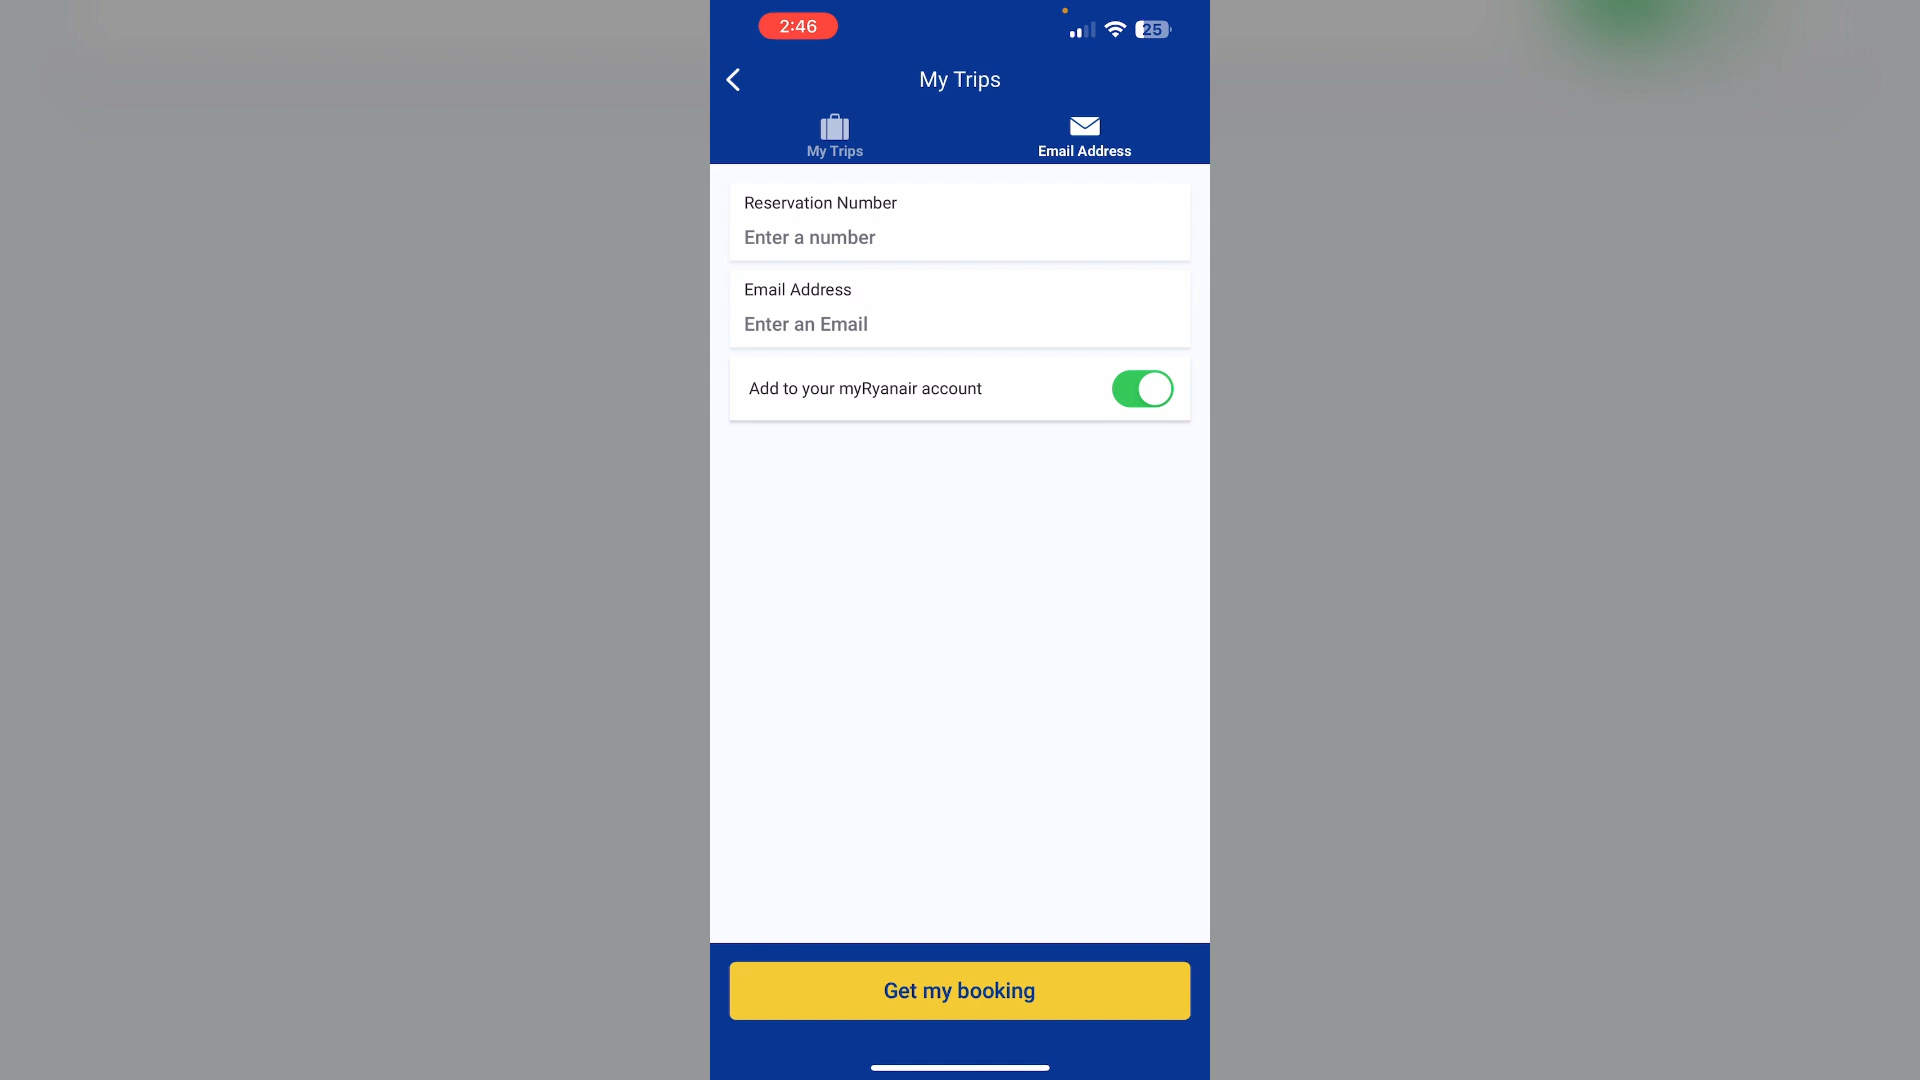 2:46
25
My Trips
My Trips
Email Address
Reservation Number
Enter a number
Email Address
Enter an Email
Add to your myRyanair account
Get my booking